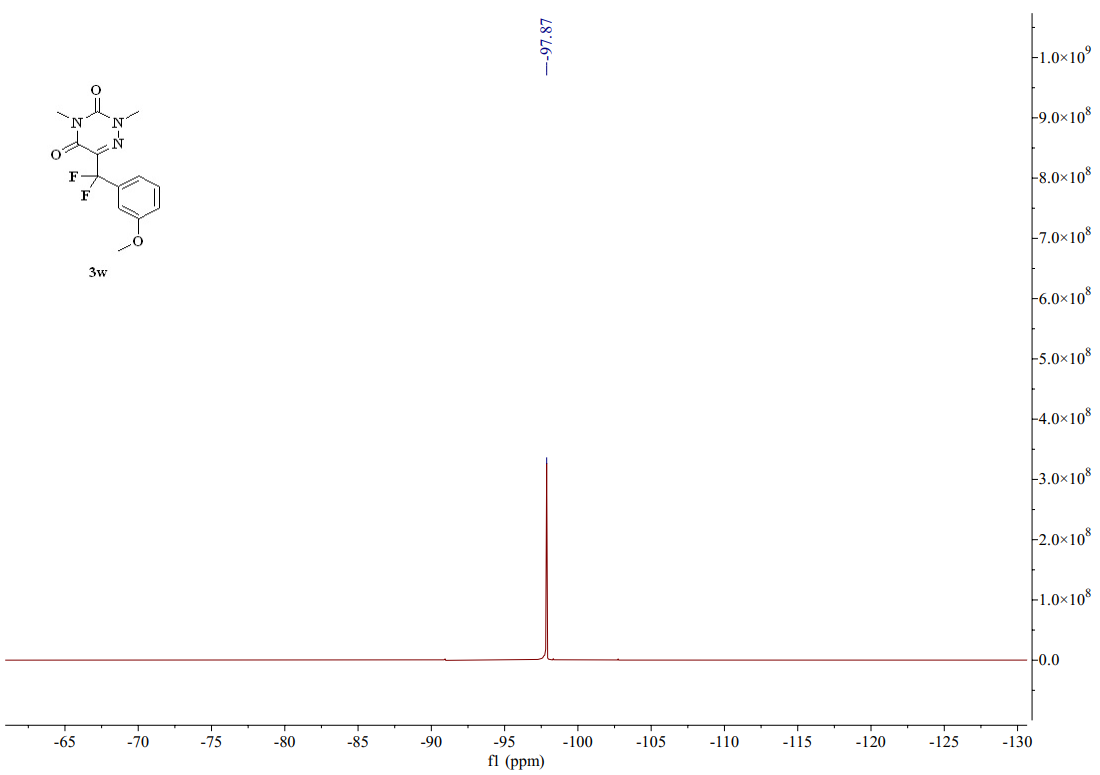 -97.87
O
N
N
N
O
F
F
O
3w
1.0×10⁹
9.0×10⁸
8.0×10⁸
7.0×10⁸
6.0×10⁸
5.0×10⁸
4.0×10⁸
3.0×10⁸
2.0×10⁸
1.0×10⁸
0.0
-65 -70 -75 -80 -85 -90 -95 -100 -105 -110 -115 -120 -125 -130
f1 (ppm)